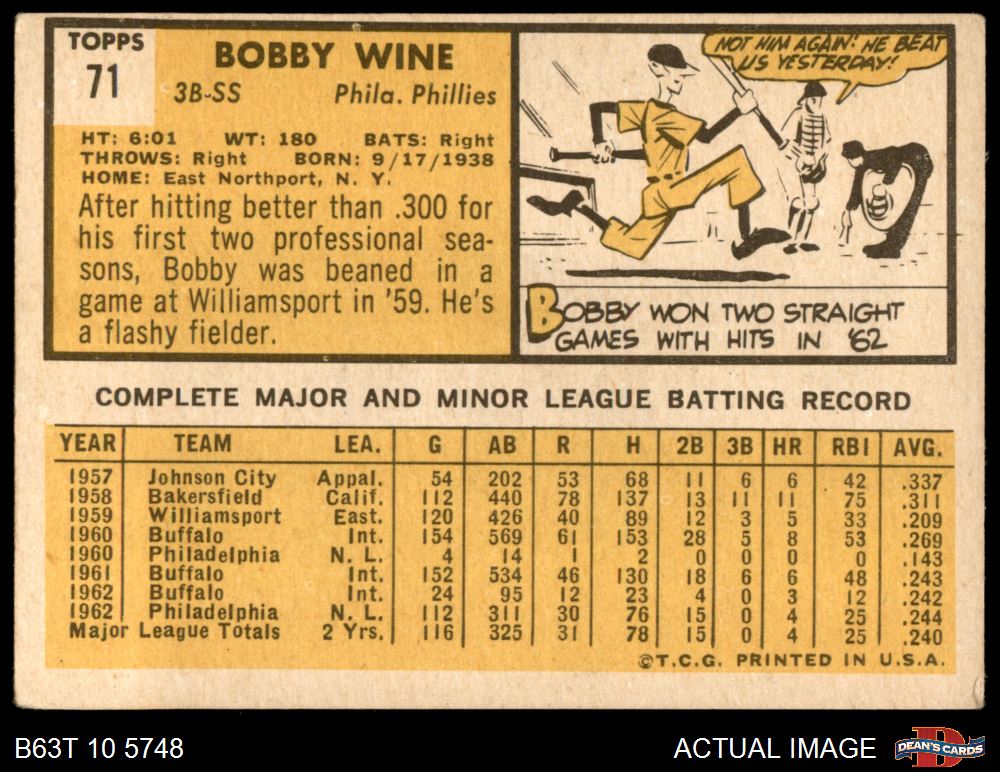 TOPPS
71
BOBBY WINE
3B-SS Phila. Phillies
HT: 6:01 WT: 180 BATS: Right
THROWS: Right BORN: 9/17/1938
HOME: East Northport, N. Y.
After hitting better than .300 for
his first two professional sea-
sons, Bobby was beaned in a
game at Williamsport in '59. He's
a flashy fielder.
NOT HIM AGAIN! HE BEAT
US YESTERDAY!
BOBBY WON TWO STRAIGHT
GAMES WITH HITS IN '62
COMPLETE MAJOR AND MINOR LEAGUE BATTING RECORD
YEAR TEAM LEA. G AB R H 2B 3B HR RBI AVG.
1957 Johnson City Appal. 54 202 53 68 11 6 6 42 .337
1958 Bakersfield Calif. 112 440 78 137 13 11 11 75 .311
1959 Williamsport East. 120 426 40 89 12 3 5 33 .209
1960 Buffalo Int. 154 569 61 153 28 5 8 53 .269
1960 Philadelphia N. L. 4 14 1 2 0 0 0 0 .143
1961 Buffalo Int. 152 534 46 130 18 6 6 48 .243
1962 Buffalo Int. 24 95 12 23 4 0 3 12 .242
1962 Philadelphia N. L. 112 311 30 76 15 0 4 25 .244
Major League Totals 2 Yrs. 116 325 31 78 15 0 4 25 .240
©T.C.G. PRINTED IN U.S.A.
B63T 10 5748 ACTUAL IMAGE
DEAN'S CARDS